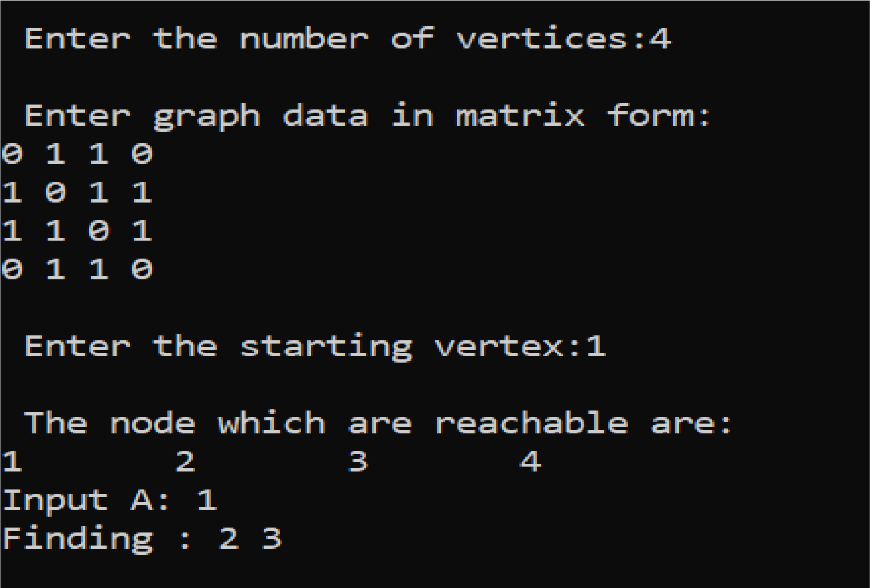 Enter the number of vertices:4
Enter graph data in matrix form:
0 1 1 0
1 0 1 1
1 1 0 1
0 1 1 0
Enter the starting vertex:1
The node which are reachable are:
1 2 3 4
Input A: 1
Finding : 2 3